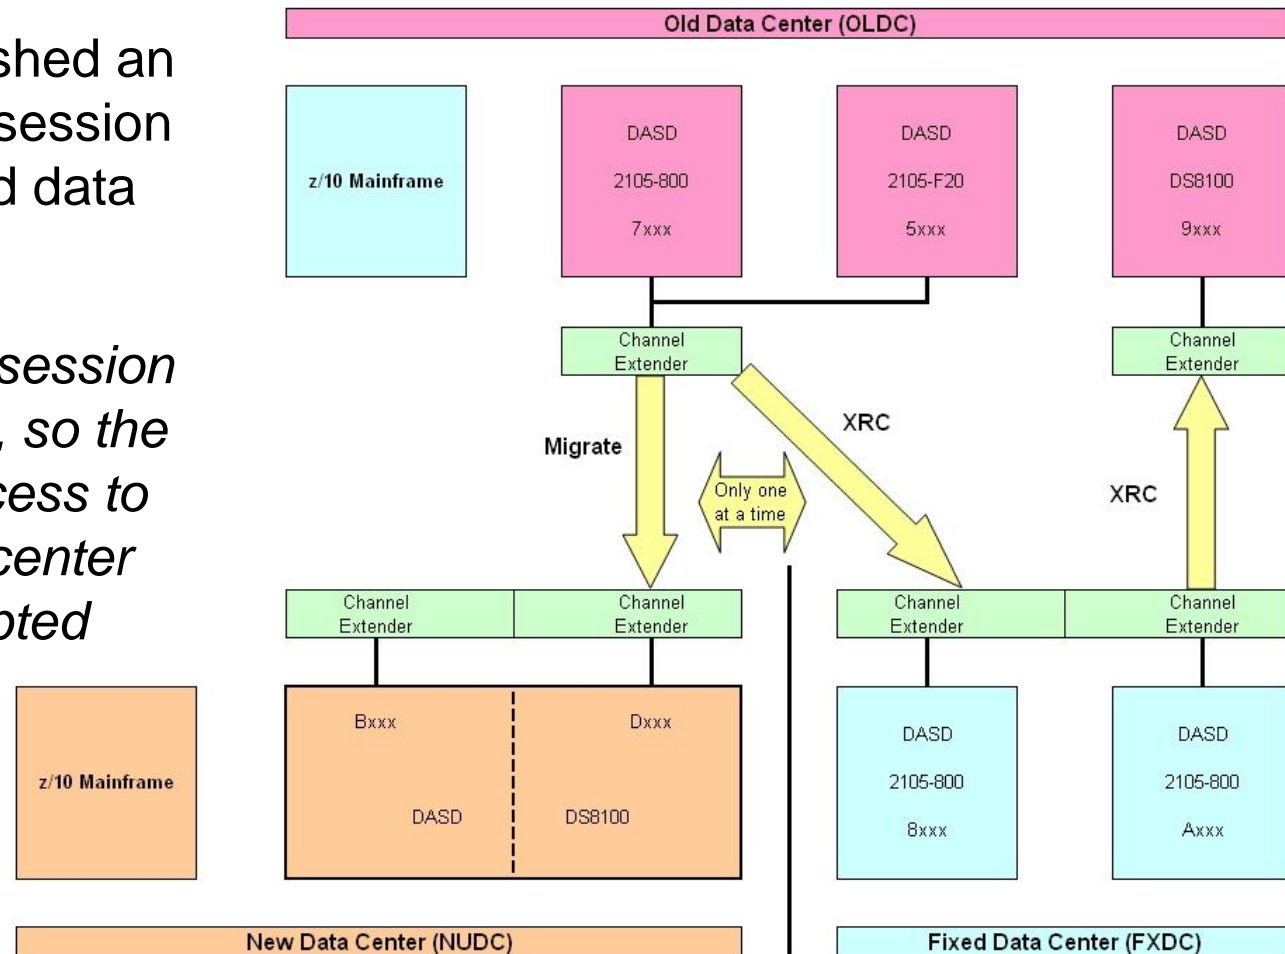 shed an
session
d data
session
, so the
cess to
center
pted
Old Data Center (OLDC)
z/10 Mainframe
DASD
2105-800
7xxx
DASD
2105-F20
5xxx
DASD
DS8100
9xxx
Channel
Extender
Channel
Extender
Migrate
XRC
Only one
at a time
XRC
Channel
Extender
Channel
Extender
Channel
Extender
Channel
Extender
z/10 Mainframe
Bxxx
Dxxx
DASD
DS8100
DASD
2105-800
8xxx
DASD
2105-800
Axxx
New Data Center (NUDC)
Fixed Data Center (FXDC)